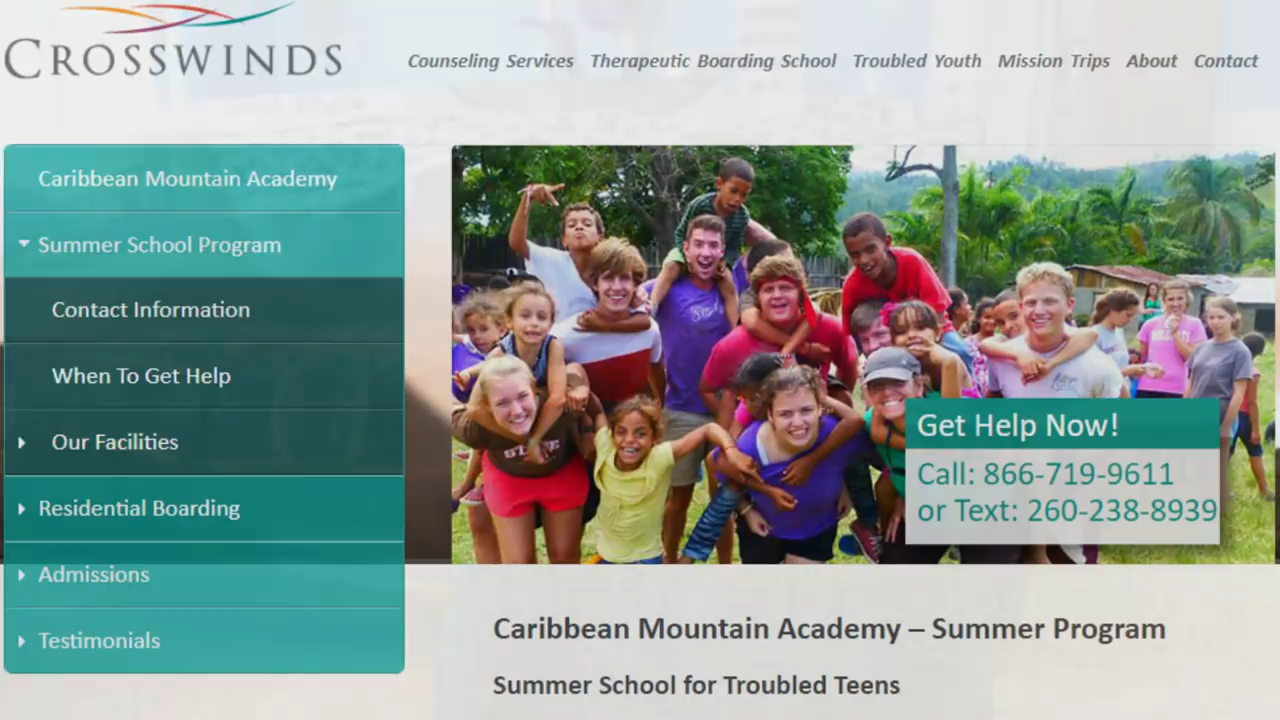 CROSSWINDS
Counseling Services Therapeutic Boarding School Troubled Youth Mission Trips About Contact
Caribbean Mountain Academy
Summer School Program
Contact Information
When To Get Help
Our Facilities
Residential Boarding
Admissions
Testimonials
Get Help Now!
Call: 866-719-9611
or Text: 260-238-8939
Caribbean Mountain Academy – Summer Program
Summer School for Troubled Teens